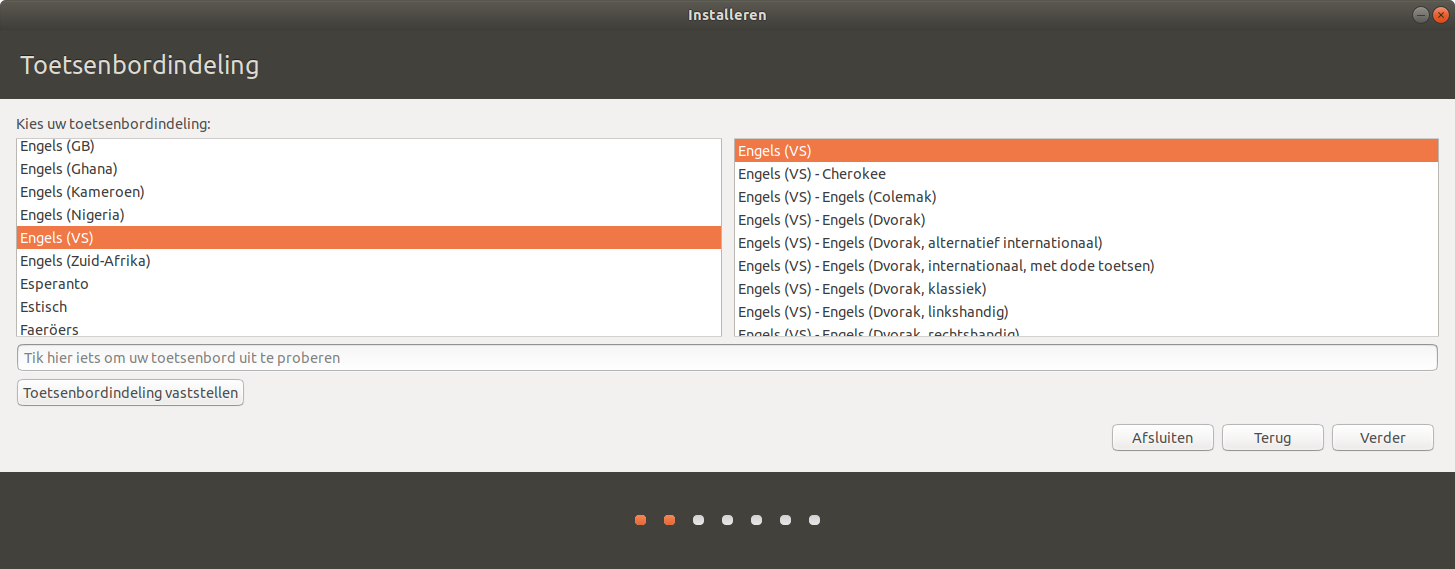 Installeren
Toetsenbordindeling
Kies uw toetsenbordindeling:
Engels (GB)
Engels (Ghana)
Engels (Kameroen)
Engels (Nigeria)
Engels (VS)
Engels (Zuid-Afrika)
Esperanto
Estisch
Faeröers
Engels (VS)
Engels (VS) - Cherokee
Engels (VS) - Engels (Colemak)
Engels (VS) - Engels (Dvorak)
Engels (VS) - Engels (Dvorak, alternatief internationaal)
Engels (VS) - Engels (Dvorak, internationaal, met dode toetsen)
Engels (VS) - Engels (Dvorak, klassiek)
Engels (VS) - Engels (Dvorak, linkshandig)
Engels (VS) - Engels (Dvorak, rechtshandig)
Tik hier iets om uw toetsenbord uit te proberen
Toetsenbordindeling vaststellen
Afsluiten
Terug
Verder